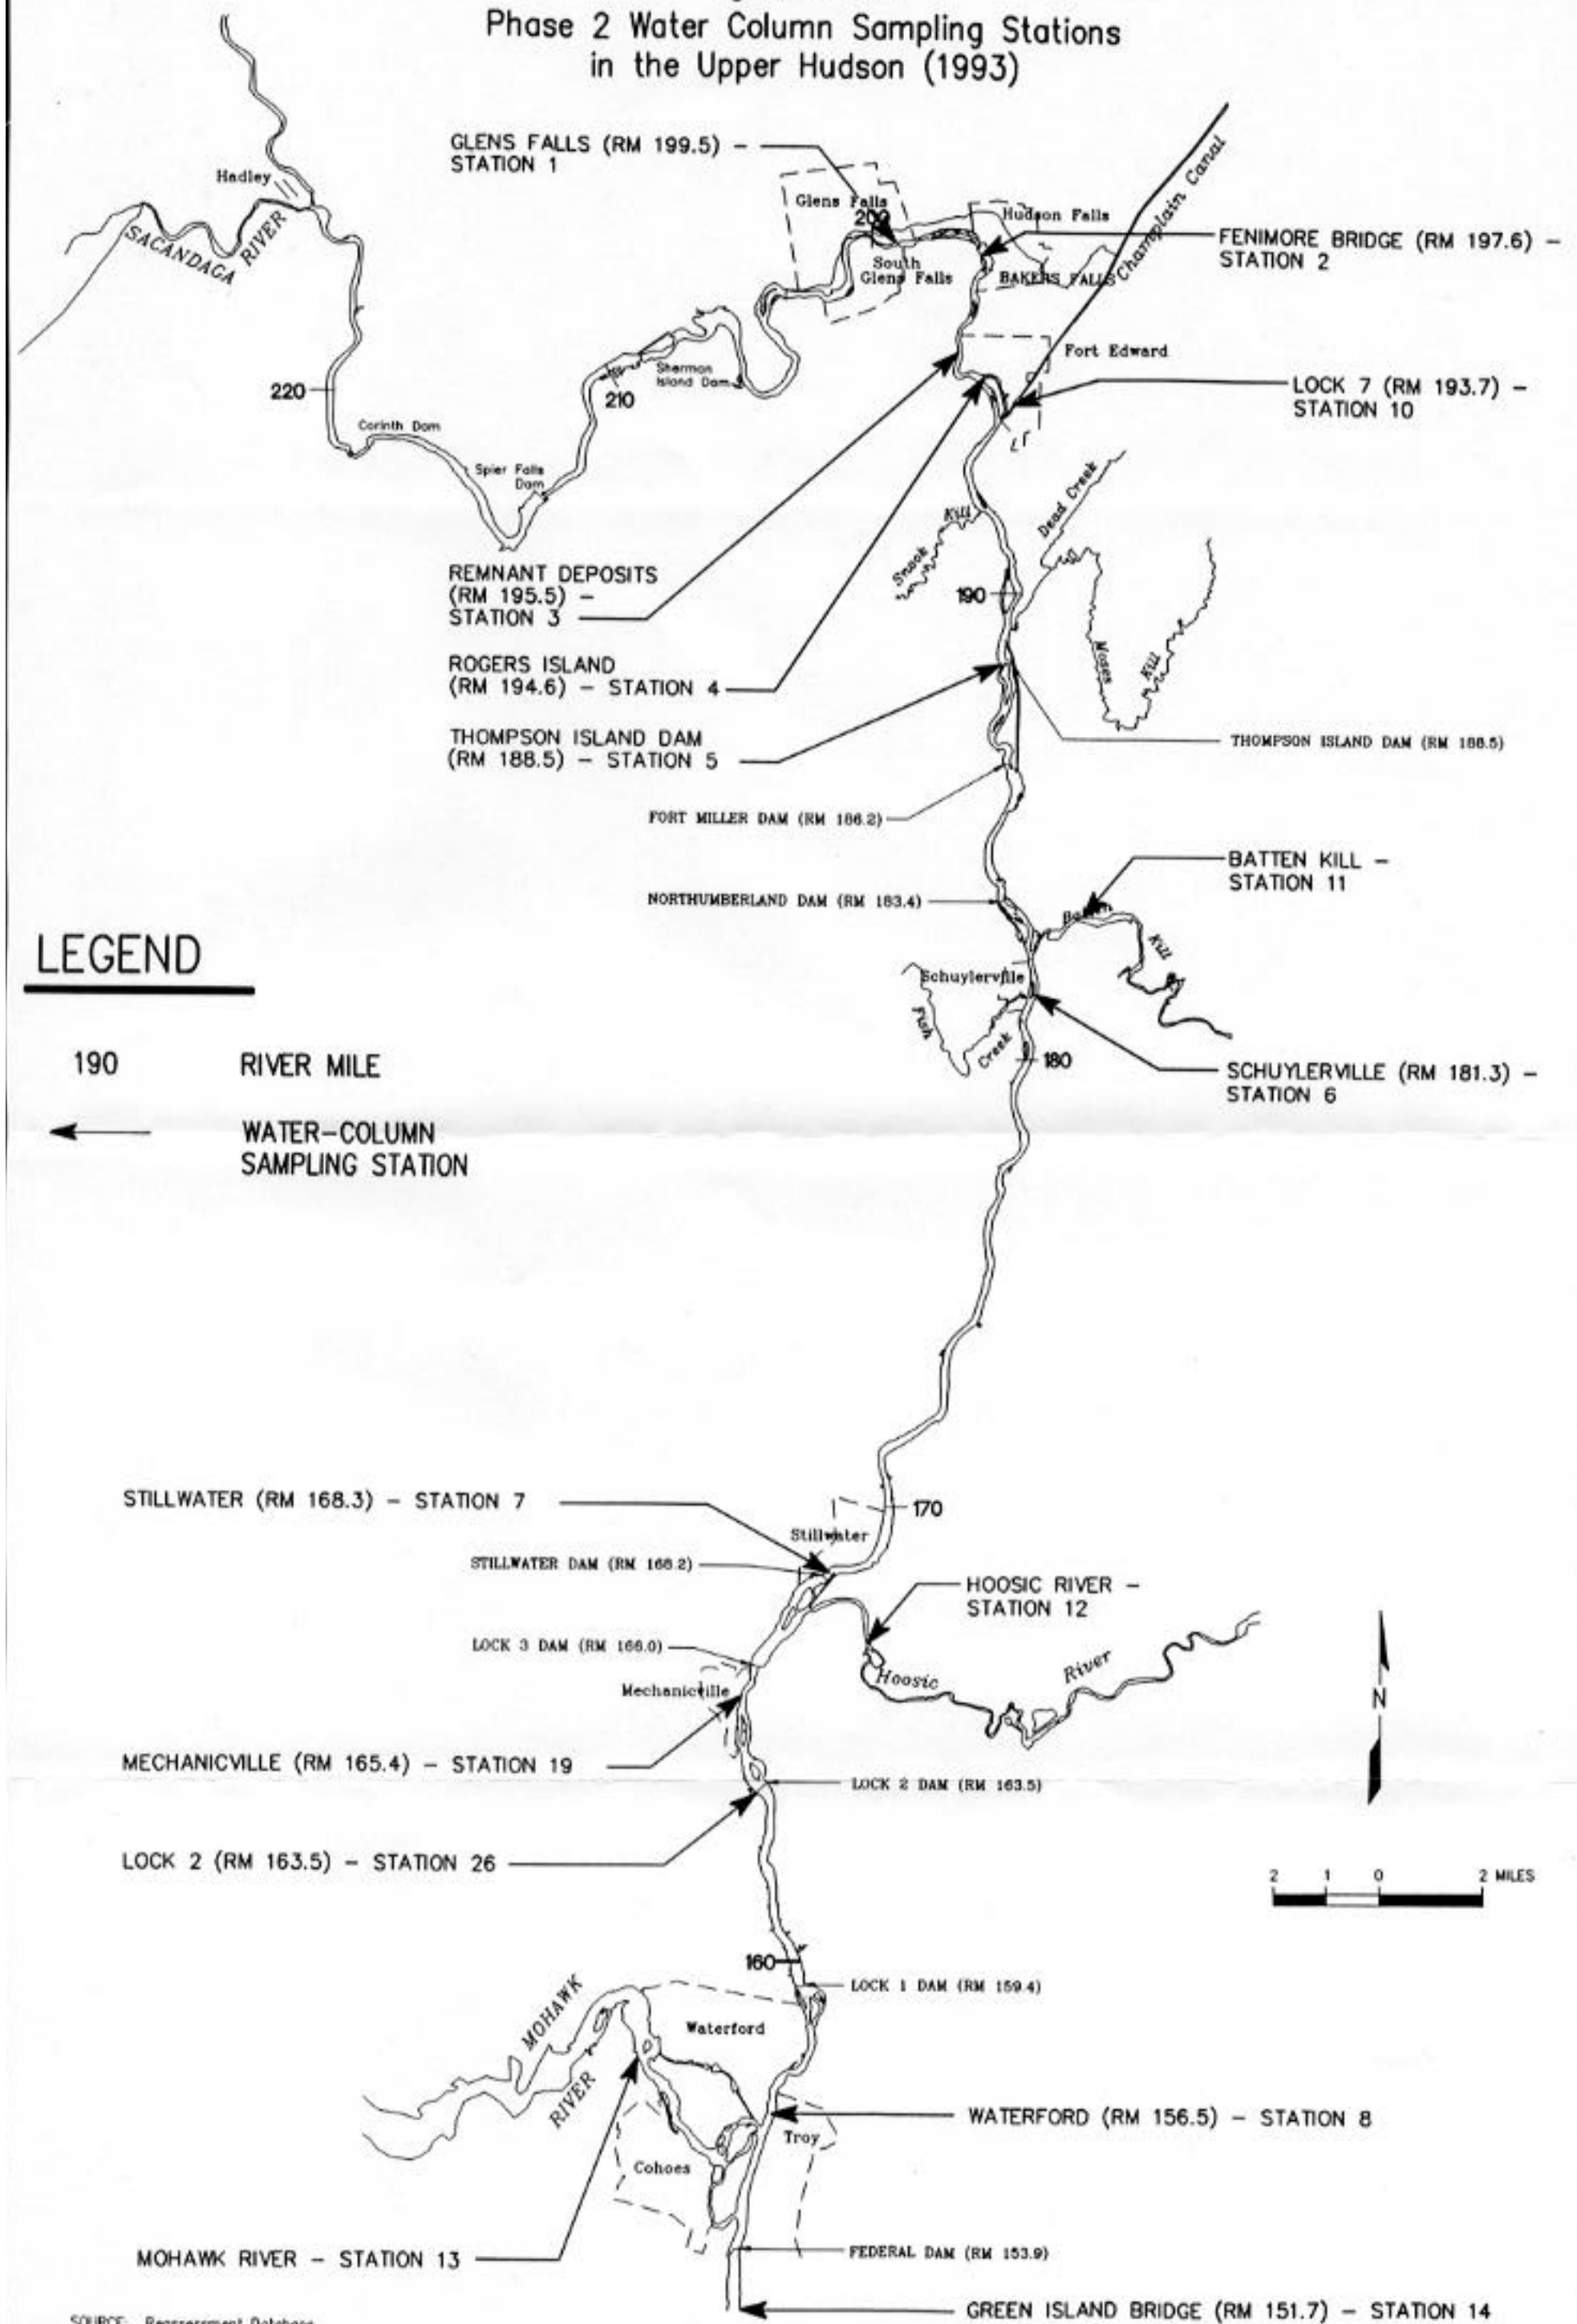 Phase 2 Water Column Sampling Stations
in the Upper Hudson (1993)
GLENS FALLS (RM 199.5) –
STATION 1
Hadley
SACANDAGA
RIVER
Glens Falls
200
South
Glens Falls
Hudson Falls
BAKERS FALLS
Champlain Canal
FENIMORE BRIDGE (RM 197.6) –
STATION 2
Fort Edward
LOCK 7 (RM 193.7) –
STATION 10
220
Corinth Dam
Spier Falls
Dam
210
Sherman
Island Dam
REMNANT DEPOSITS
(RM 195.5) –
STATION 3
ROGERS ISLAND
(RM 194.6) – STATION 4
THOMPSON ISLAND DAM
(RM 188.5) – STATION 5
Snook
Kill
Dead Creek
190
Moses
Kill
THOMPSON ISLAND DAM (RM 188.5)
FORT MILLER DAM (RM 186.2)
NORTHUMBERLAND DAM (RM 183.4)
BATTEN KILL –
STATION 11
Batten
Kill
Schuylerville
Fish
Creek
180
SCHUYLERVILLE (RM 181.3) –
STATION 6
LEGEND
190
RIVER MILE
WATER–COLUMN
SAMPLING STATION
STILLWATER (RM 168.3) – STATION 7
170
Stillwater
STILLWATER DAM (RM 168.2)
HOOSIC RIVER –
STATION 12
LOCK 3 DAM (RM 166.0)
Mechanicville
Hoosic
River
N
MECHANICVILLE (RM 165.4) – STATION 19
LOCK 2 DAM (RM 163.5)
LOCK 2 (RM 163.5) – STATION 26
2 1 0 2 MILES
160
LOCK 1 DAM (RM 159.4)
MOHAWK
RIVER
Waterford
WATERFORD (RM 156.5) – STATION 8
Troy
Cohoes
MOHAWK RIVER – STATION 13
FEDERAL DAM (RM 153.9)
GREEN ISLAND BRIDGE (RM 151.7) – STATION 14
SOURCE: Reassessment Database